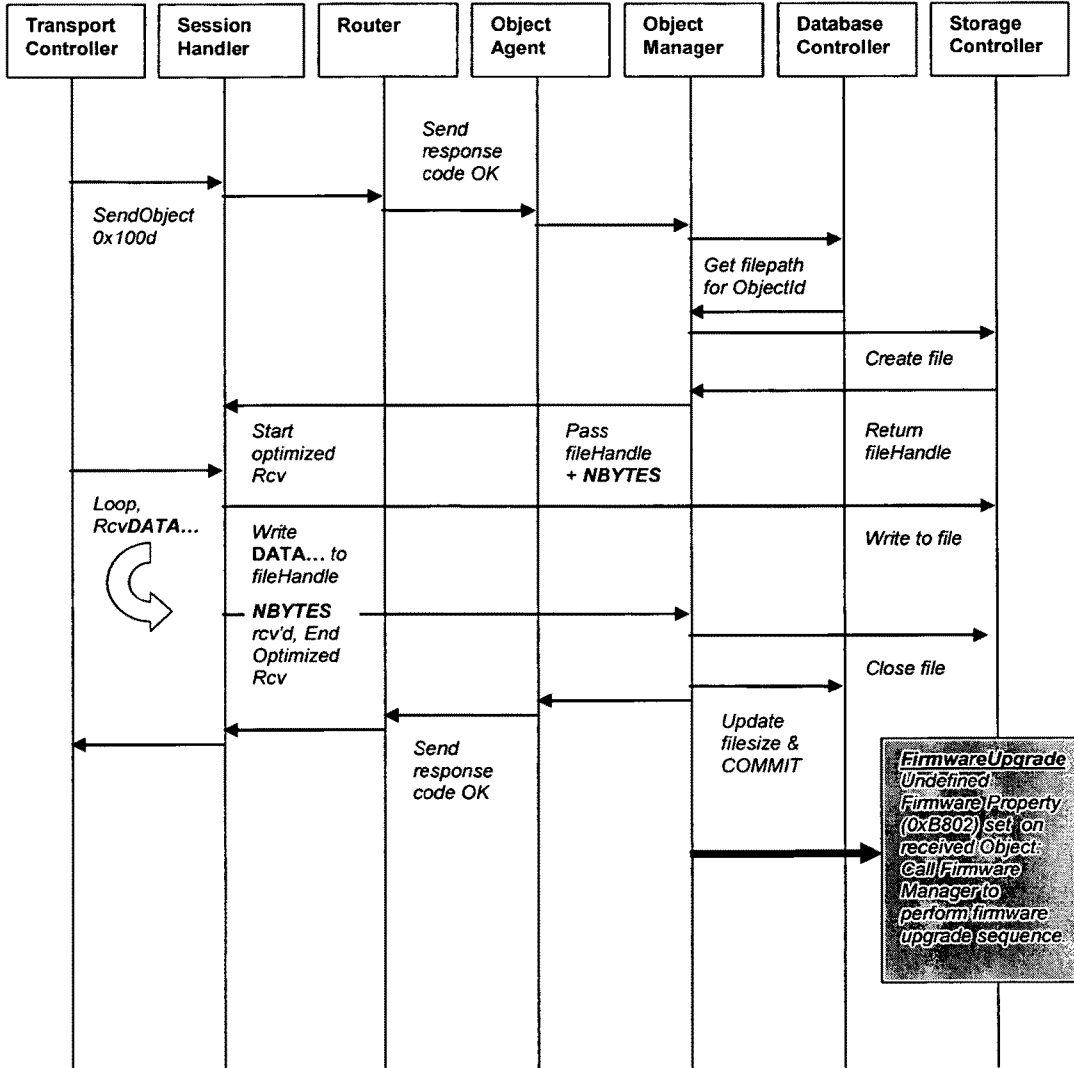 Transport
Controller
Session
Handler
Router
Object
Agent
Object
Manager
Database
Controller
Storage
Controller
Send
response
code OK
SendObject
0x100d
Get filepath
for ObjectId
Create file
Start
optimized
Rcv
Pass
fileHandle
+ NBYTES
Return
fileHandle
Loop,
RcvDATA...
Write
DATA... to
fileHandle
Write to file
NBYTES
rcv'd, End
Optimized
Rcv
Close file
Update
filesize &
COMMIT
Send
response
code OK
FirmwareUpgrade
Undefined
Firmware Property
(0xB802) set on
received Object:
Call Firmware
Manager to
perform firmware
upgrade sequence.